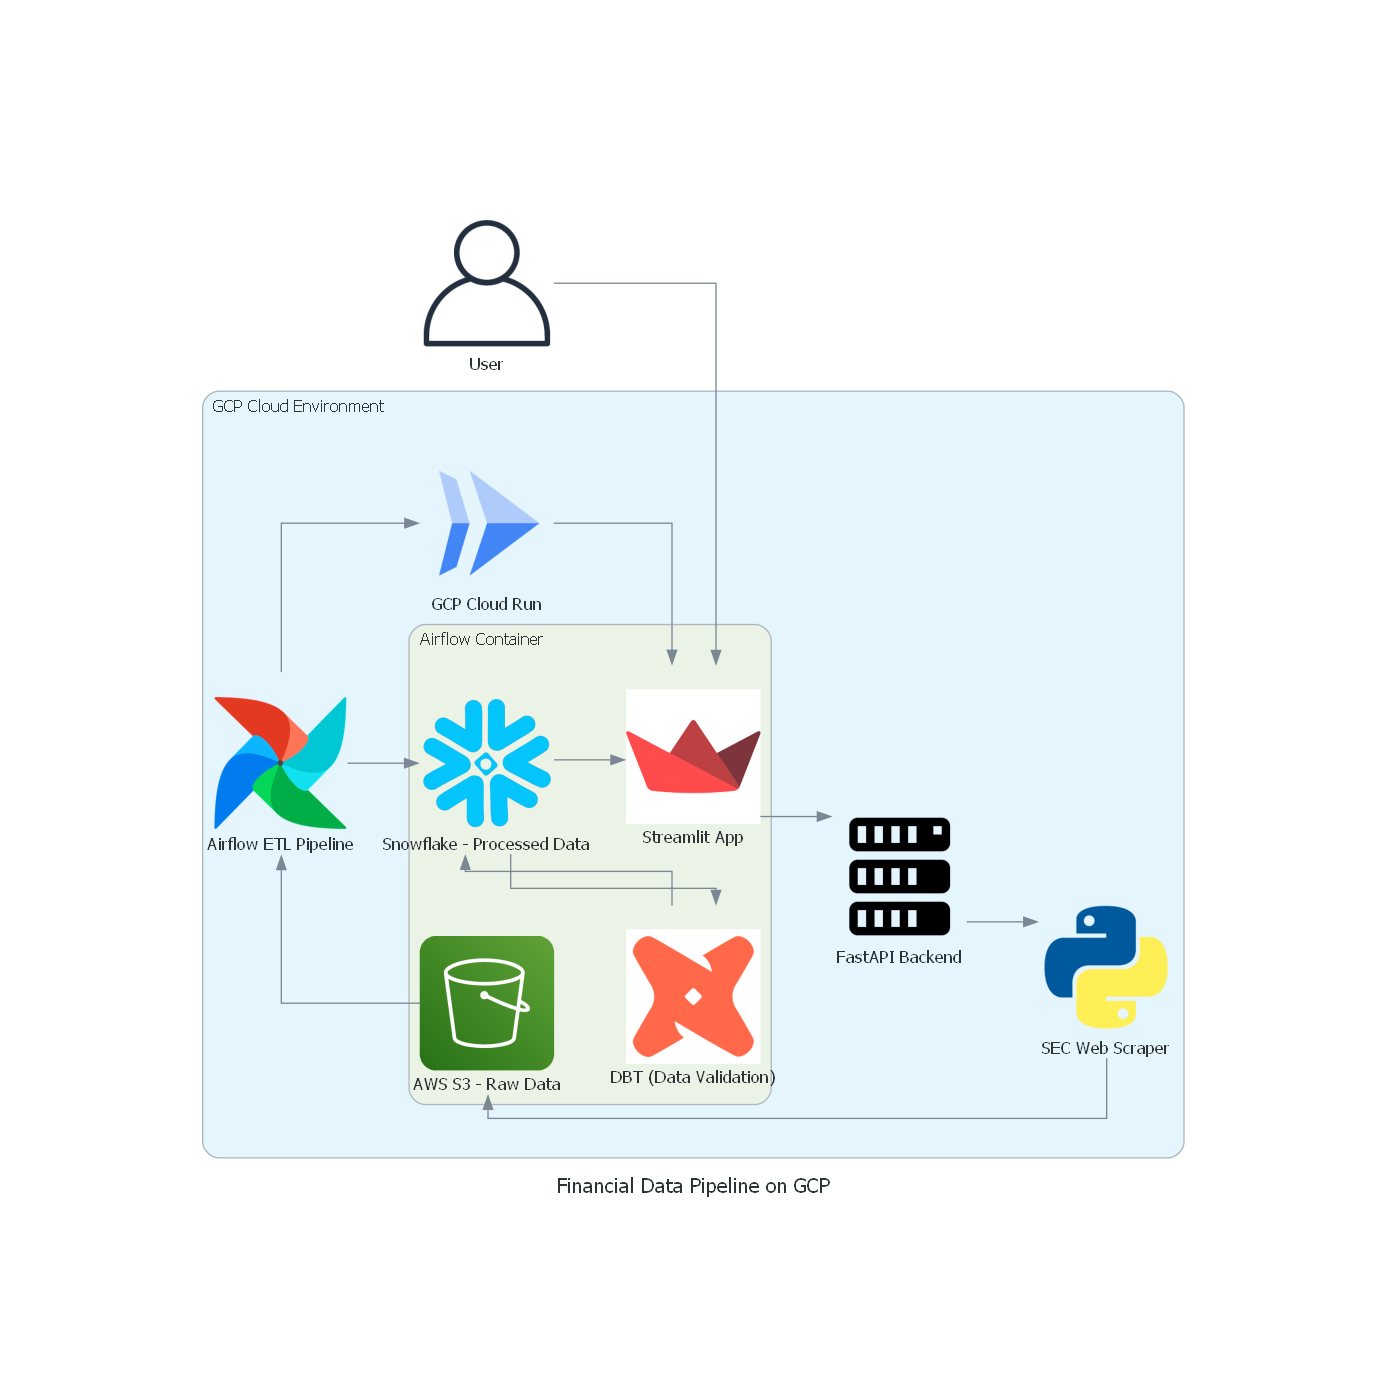 User
GCP Cloud Environment
GCP Cloud Run
Airflow Container
Airflow ETL Pipeline
Snowflake - Processed Data
Streamlit App
FastAPI Backend
SEC Web Scraper
AWS S3 - Raw Data
DBT (Data Validation)
Financial Data Pipeline on GCP